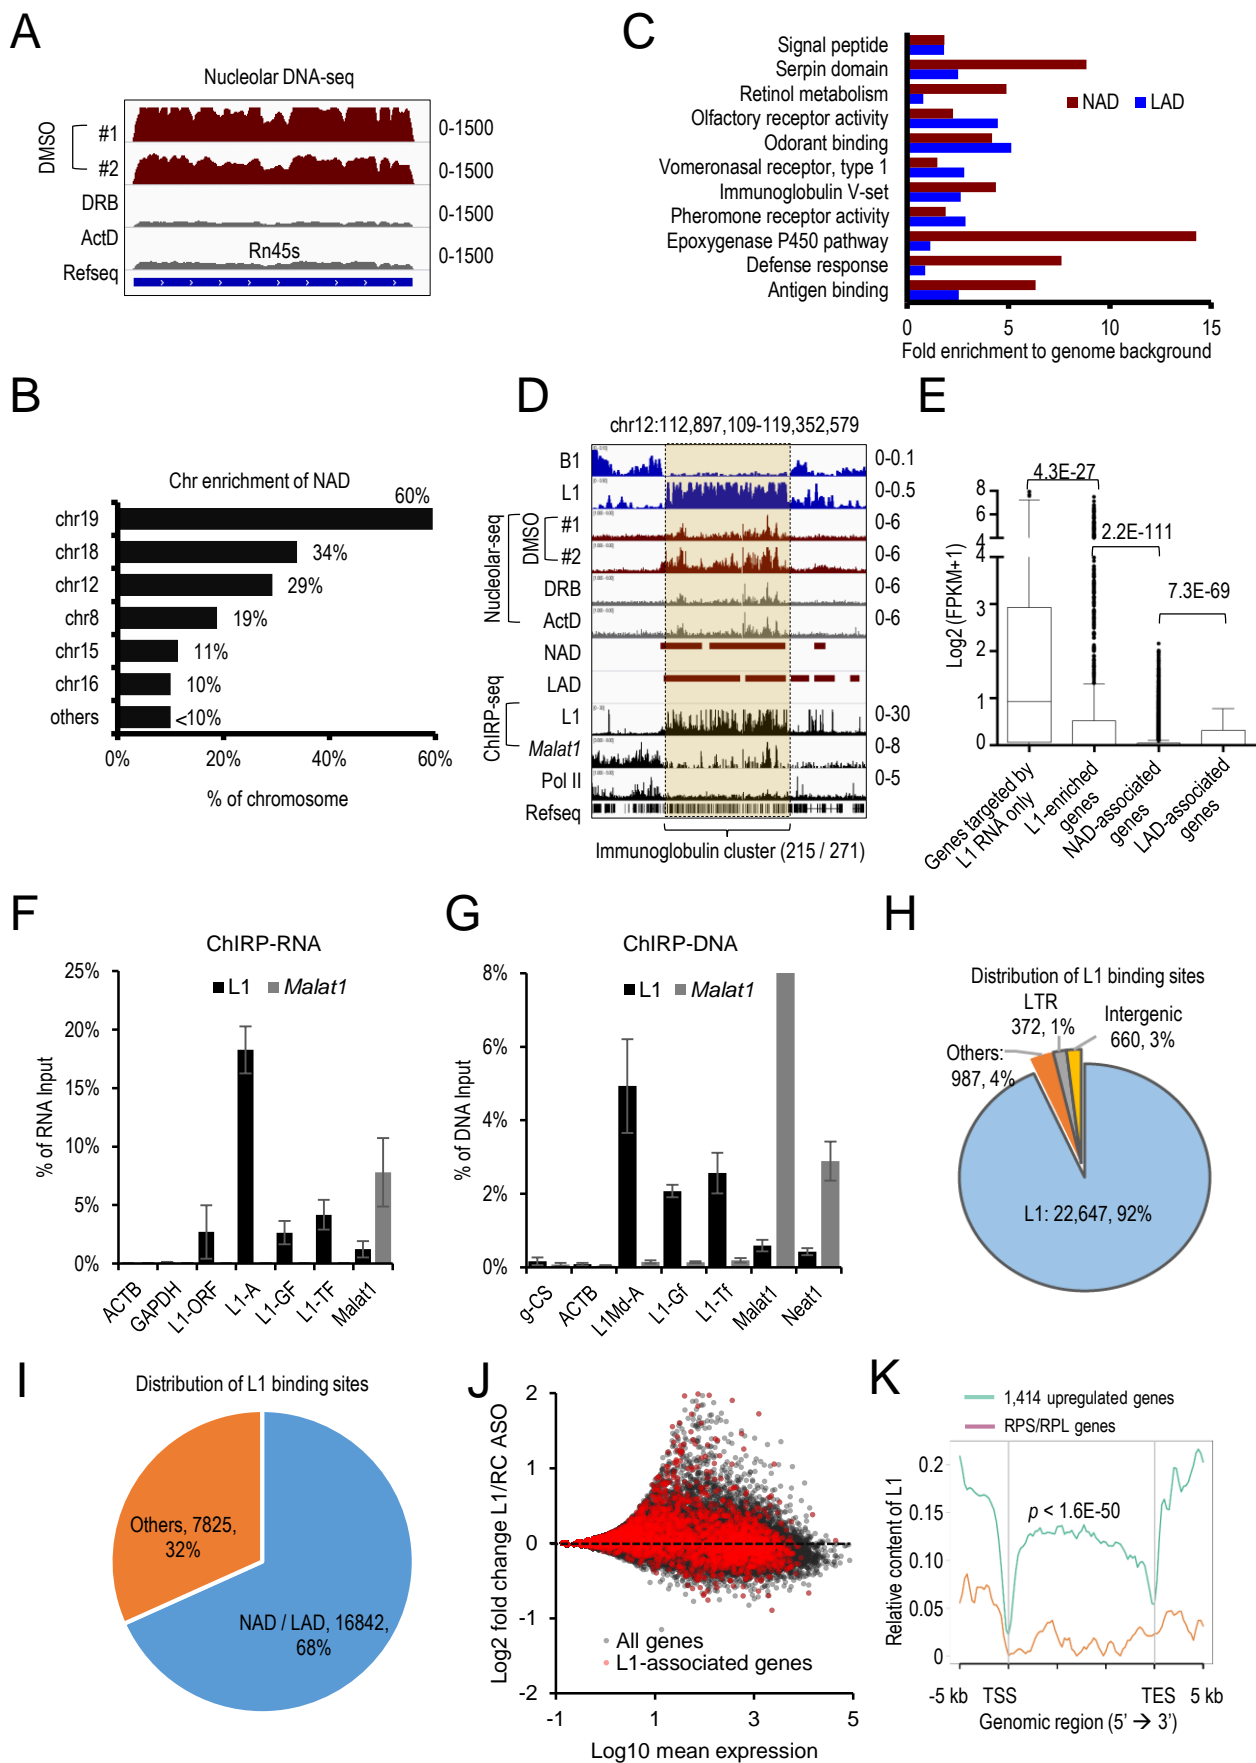 A
Nucleolar DNA-seq
DMSO
#1
#2
DRB
ActD
Refseq
Rn45s
0-1500
0-1500
0-1500
0-1500
C
Signal peptide
Serpin domain
Retinol metabolism
Olfactory receptor activity
Odorant binding
Vomeronasal receptor, type 1
Immunoglobulin V-set
Pheromone receptor activity
Epoxygenase P450 pathway
Defense response
Antigen binding
NAD LAD
0 5 10 15
Fold enrichment to genome background
B
Chr enrichment of NAD
chr19
chr18
chr12
chr8
chr15
chr16
others
60%
34%
29%
19%
11%
10%
<10%
0% 20% 40% 60%
% of chromosome
D
chr12:112,897,109-119,352,579
B1
L1
Nucleolar-seq
DMSO
#1
#2
DRB
ActD
NAD
LAD
ChIRP-seq
L1
Malat1
Pol II
Refseq
0-0.1
0-0.5
0-6
0-6
0-6
0-6
0-30
0-8
0-5
Immunoglobulin cluster (215 / 271)
E
4.3E-27
2.2E-111
7.3E-69
Log2 (FPKM+1)
8
6
4
4
3
2
1
0
Genes targeted by
L1 RNA only
L1-enriched
genes
NAD-associated
genes
LAD-associated
genes
F
ChIRP-RNA
L1 Malat1
% of RNA Input
25%
20%
15%
10%
5%
0%
ACTB
GAPDH
L1-ORF
L1-A
L1-GF
L1-TF
Malat1
G
ChIRP-DNA
L1 Malat1
% of DNA Input
8%
6%
4%
2%
0%
g-CS
ACTB
L1Md-A
L1-Gf
L1-Tf
Malat1
Neat1
H
Distribution of L1 binding sites
LTR
372, 1%
Intergenic
660, 3%
Others:
987, 4%
L1: 22,647, 92%
I
Distribution of L1 binding sites
Others, 7825,
32%
NAD / LAD, 16842,
68%
J
Log2 fold change L1/RC ASO
2
1
0
-1
-2
All genes
L1-associated genes
-1 1 3 5
Log10 mean expression
K
1,414 upregulated genes
RPS/RPL genes
Relative content of L1
0.2
0.15
0.10
0.05
0
p < 1.6E-50
-5 kb TSS TES 5 kb
Genomic region (5’ → 3’)